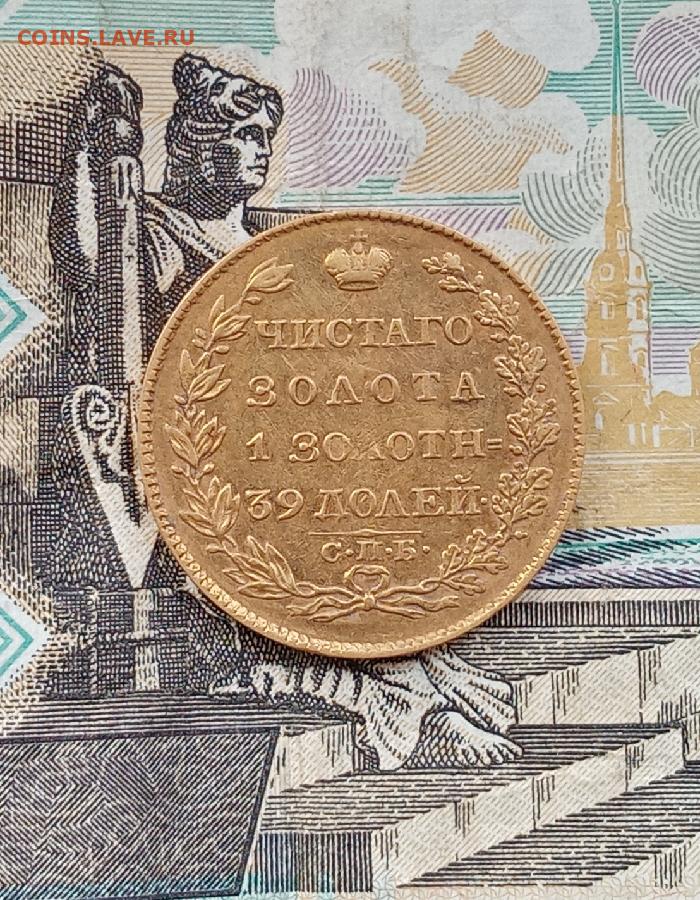 COINS.LAVE.RU
ЧИСТАГО
ЗОЛОТА
1 ЗОЛОТН=
39 ДОЛЕЙ·
С·П·Б·